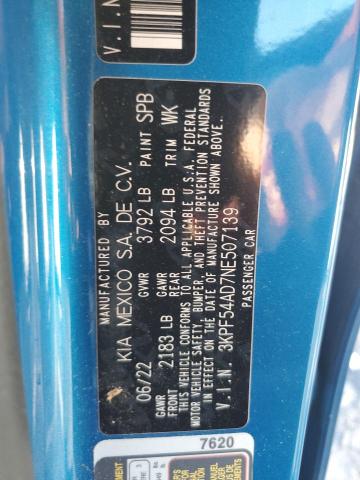 V.I.N
MANUFACTURED BY
KIA MEXICO S.A. DE C.V.
06/22 GVWR 3792 LB PAINT SPB
GAWR FRONT 2183 LB GAWR REAR 2094 LB TRIM WK
THIS VEHICLE CONFORMS TO ALL APPLICABLE U.S.A. FEDERAL
MOTOR VEHICLE SAFETY, BUMPER, AND THEFT PREVENTION STANDARDS
IN EFFECT ON THE DATE OF MANUFACTURE SHOWN ABOVE.
V.I.N. 3KPF54AD7NE507139
PASSENGER CAR
7620